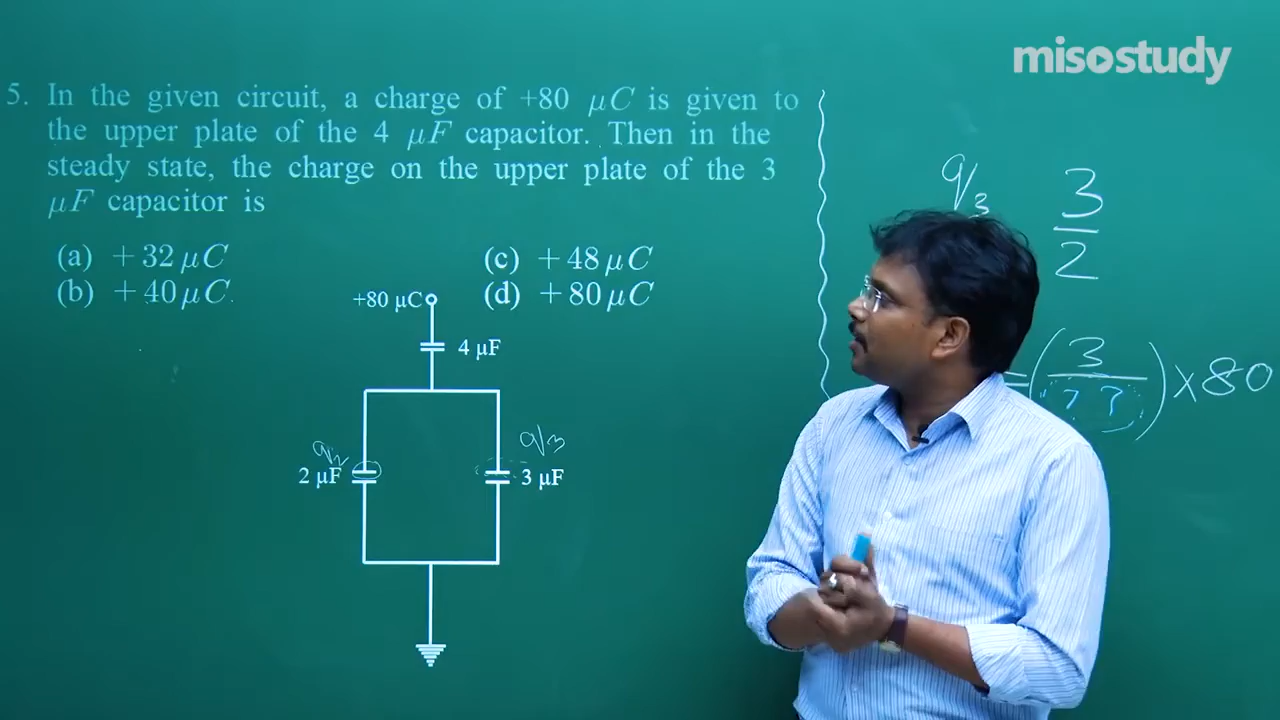 misostudy
5. In the given circuit, a charge of +80 μC is given to
the upper plate of the 4 μF capacitor. Then in the
steady state, the charge on the upper plate of the 3
μF capacitor is
(a) +32 μC
(c) +48 μC
(b) +40 μC.
(d) +80 μC
+80 μC
4 μF
q/2
q/3
2 μF
3 μF
q/3
3
2
= (3
) × 80